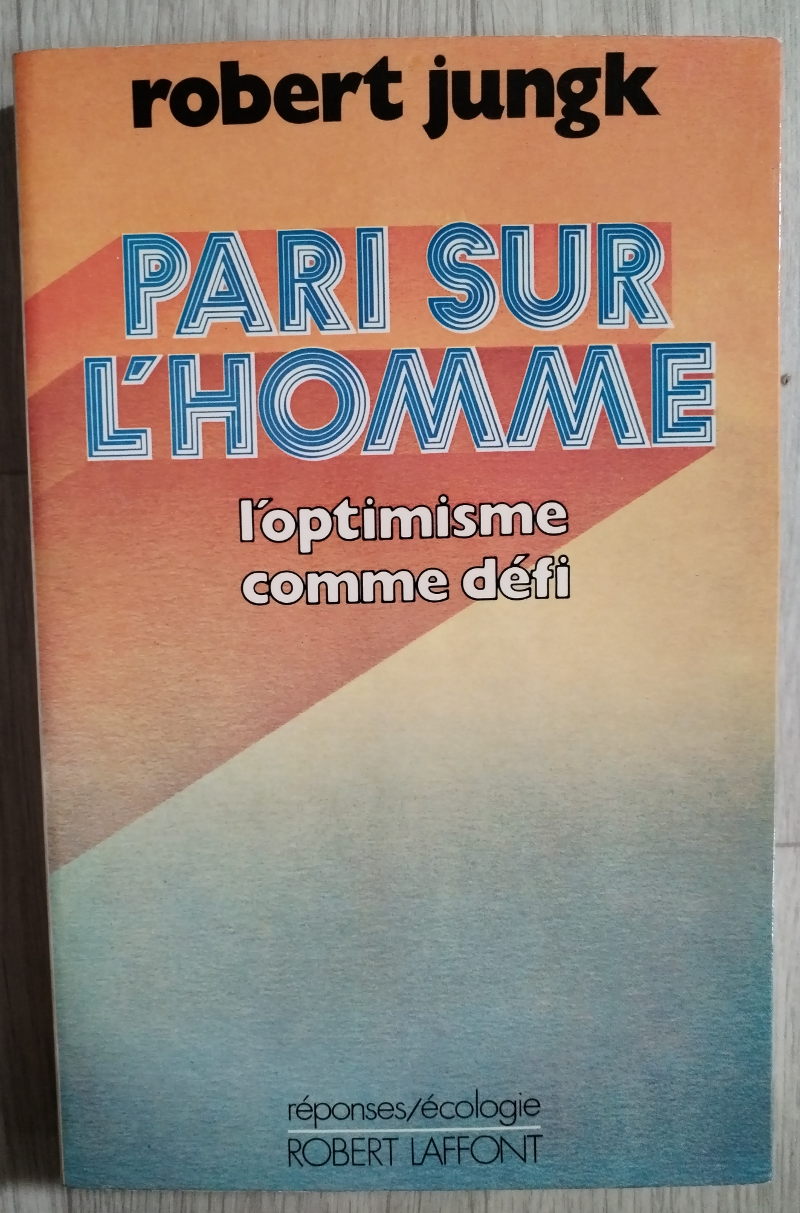 robert jungk
PARI SUR
L'HOMME
l'optimisme
comme défi
réponses/écologie
ROBERT LAFFONT